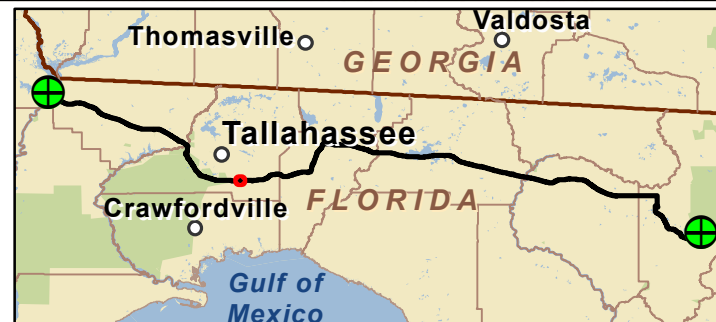 Valdosta
Thomasville
GEORGIA
Tallahassee
FLORIDA
Crawfordville
Gulf of
Mexico